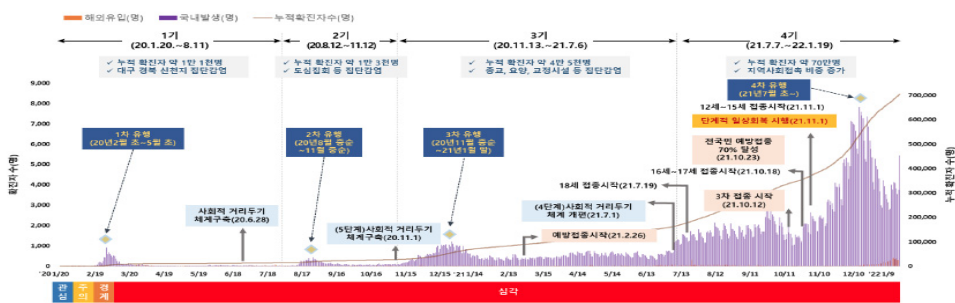 해외유입(명) 국내발생(명) 누적확진자수(명)
1기
(20.1.20.~8.11)
2기
(20.8.12.~11.12)
3기
(20.11.13.~21.7.6)
4기
(21.7.7.~22.1.19)
✓ 누적 확진자 약 1만 1천명
✓ 대구 경북 신천지 집단감염
✓ 누적 확진자 약 1만 3천명
✓ 도심집회 등 집단감염
✓ 누적 확진자 약 4만 5천명
✓ 종교, 요양, 교정시설 등 집단감염
✓ 누적 확진자 약 70만명
✓ 지역사회접촉 비중 증가
확진자수(명)
9,000
8,000
7,000
6,000
5,000
4,000
3,000
2,000
1,000
0
1차 유행
(20년2월 초~5월 초)
2차 유행
(20년8월 중순
~11월 중순)
3차 유행
(20년11월 중순
~21년1월 말)
4차 유행
(21년7월 초~)
12세~15세 접종시작(21.11.1)
단계적 일상회복 시행(21.11.1)
전국민 예방접종
70% 달성
(21.10.23)
16세~17세 접종시작(21.10.18)
18세 접종시작(21.7.19)
3차 접종 시작
(21.10.12)
사회적 거리두기
체계구축(20.6.28)
(5단계)사회적 거리두기
체계구축(20.11.1)
(4단계)사회적 거리두기
체계 개편(21.7.1)
예방접종시작(21.2.26)
700,000
600,000
500,000
400,000
300,000
200,000
100,000
0
누적확진자수(명)
'20 1/20 2/19 3/20 4/19 5/19 6/18 7/18 8/17 9/16 10/16 11/15 12/15 '21 1/14 2/13 3/15 4/14 5/14 6/13 7/13 8/12 9/11 10/11 11/10 12/10 '22 1/9
관심
주의
경계
심각